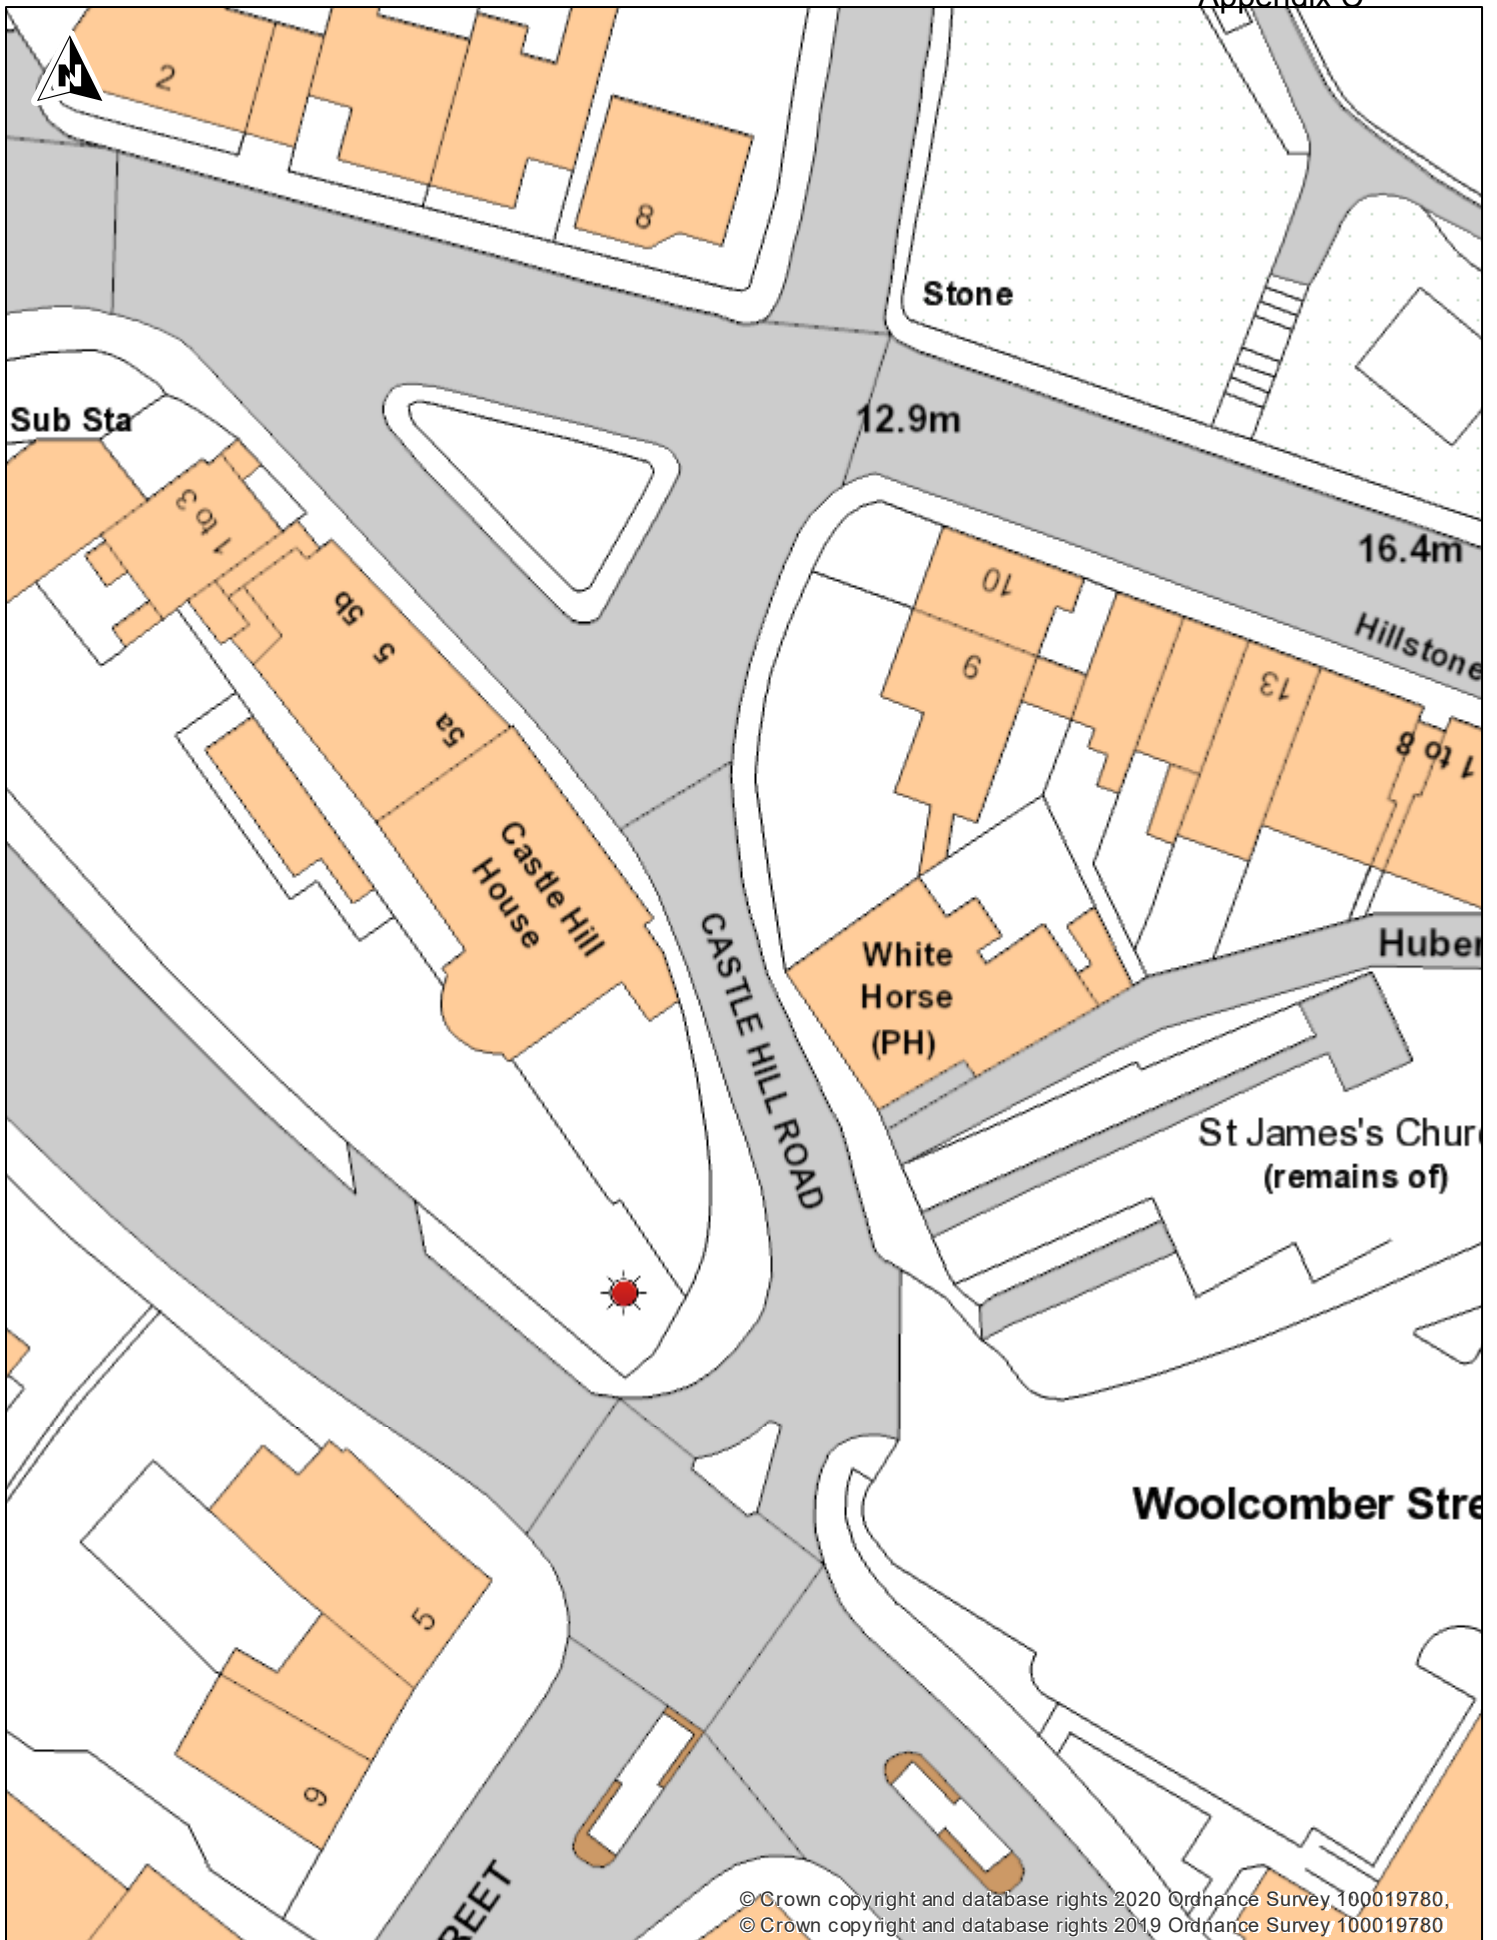 Appendix C
N
2
8
Stone
Sub Sta
12.9m
1 to 3
16.4m
5b
10
Hillstone
5
9
13
5a
1 to 8
Castle Hill
House
CASTLE HILL ROAD
White
Horse
(PH)
Huber
St James's Chur
(remains of)
Woolcomber Stre
5
9
REET
© Crown copyright and database rights 2020 Ordnance Survey 100019780,
© Crown copyright and database rights 2019 Ordnance Survey 100019780